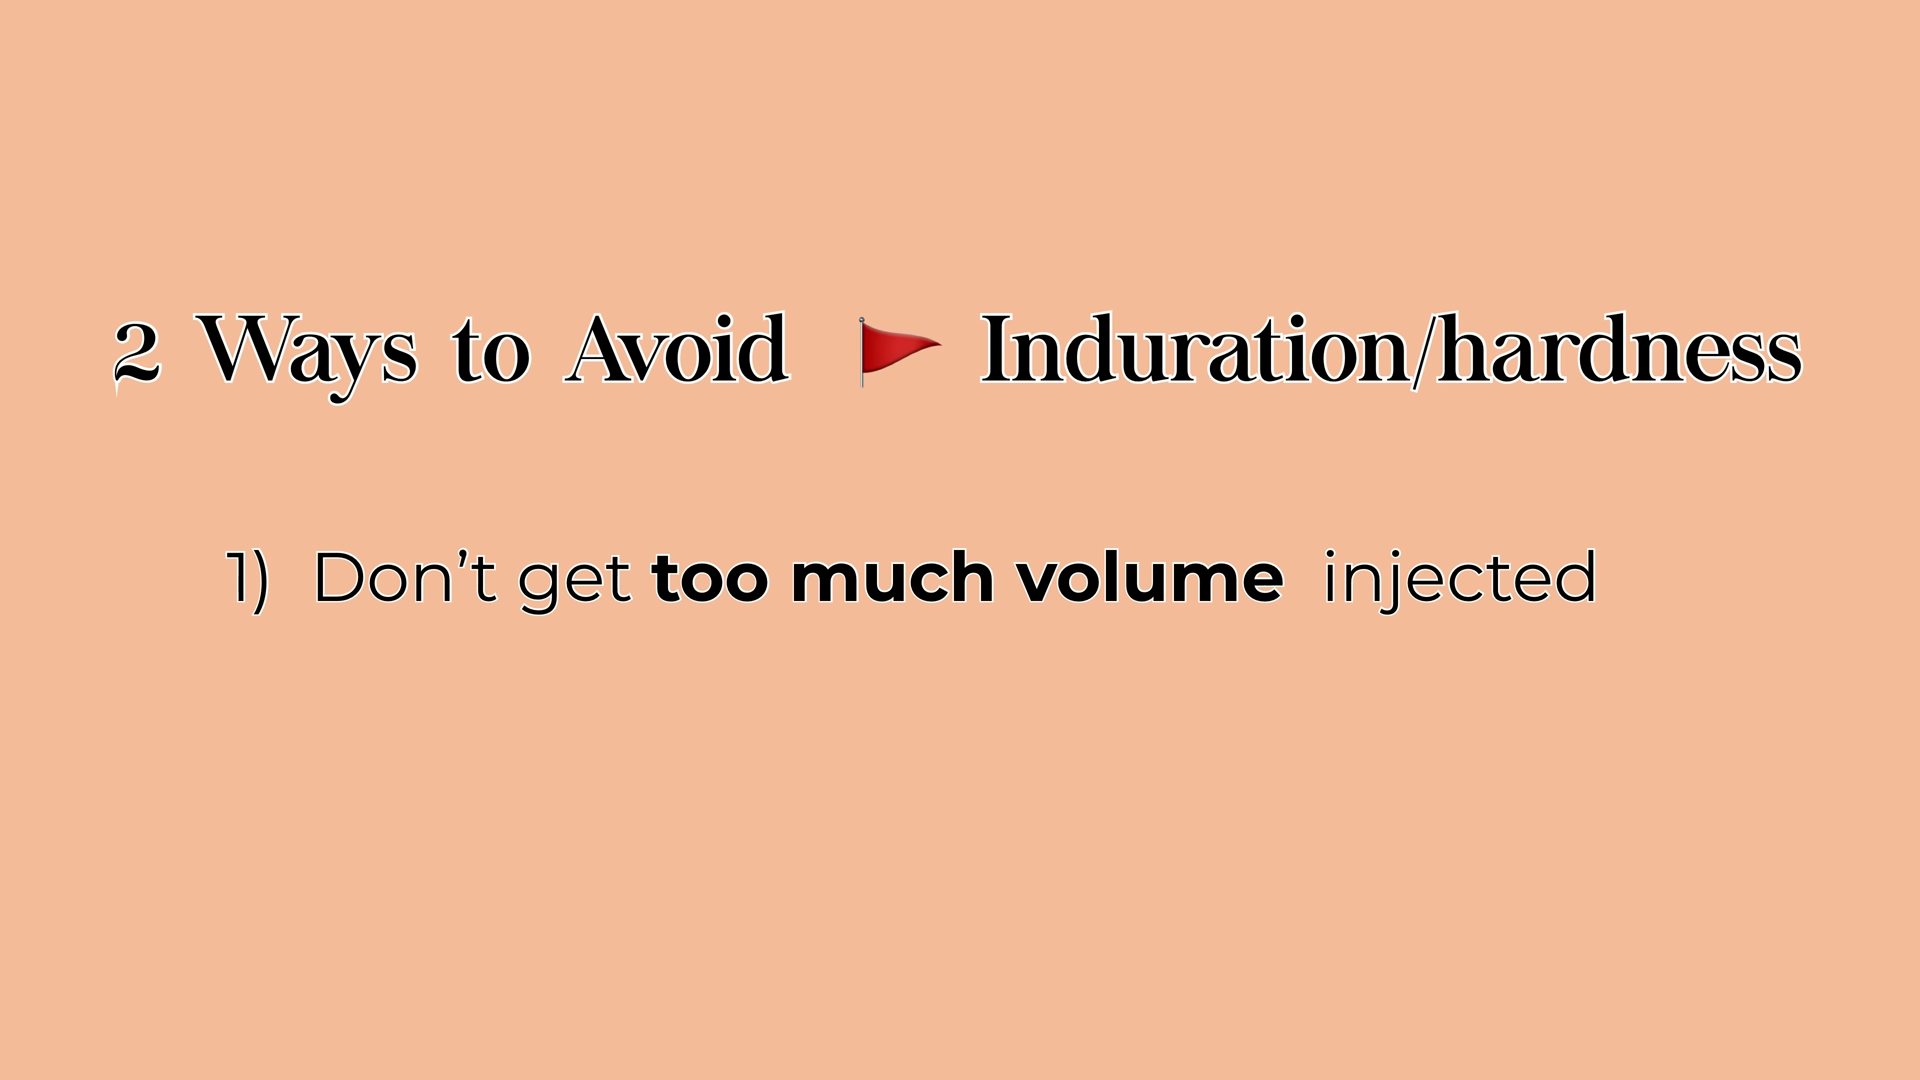 2 Ways to Avoid 🚩 Induration/hardness
1) Don’t get too much volume injected